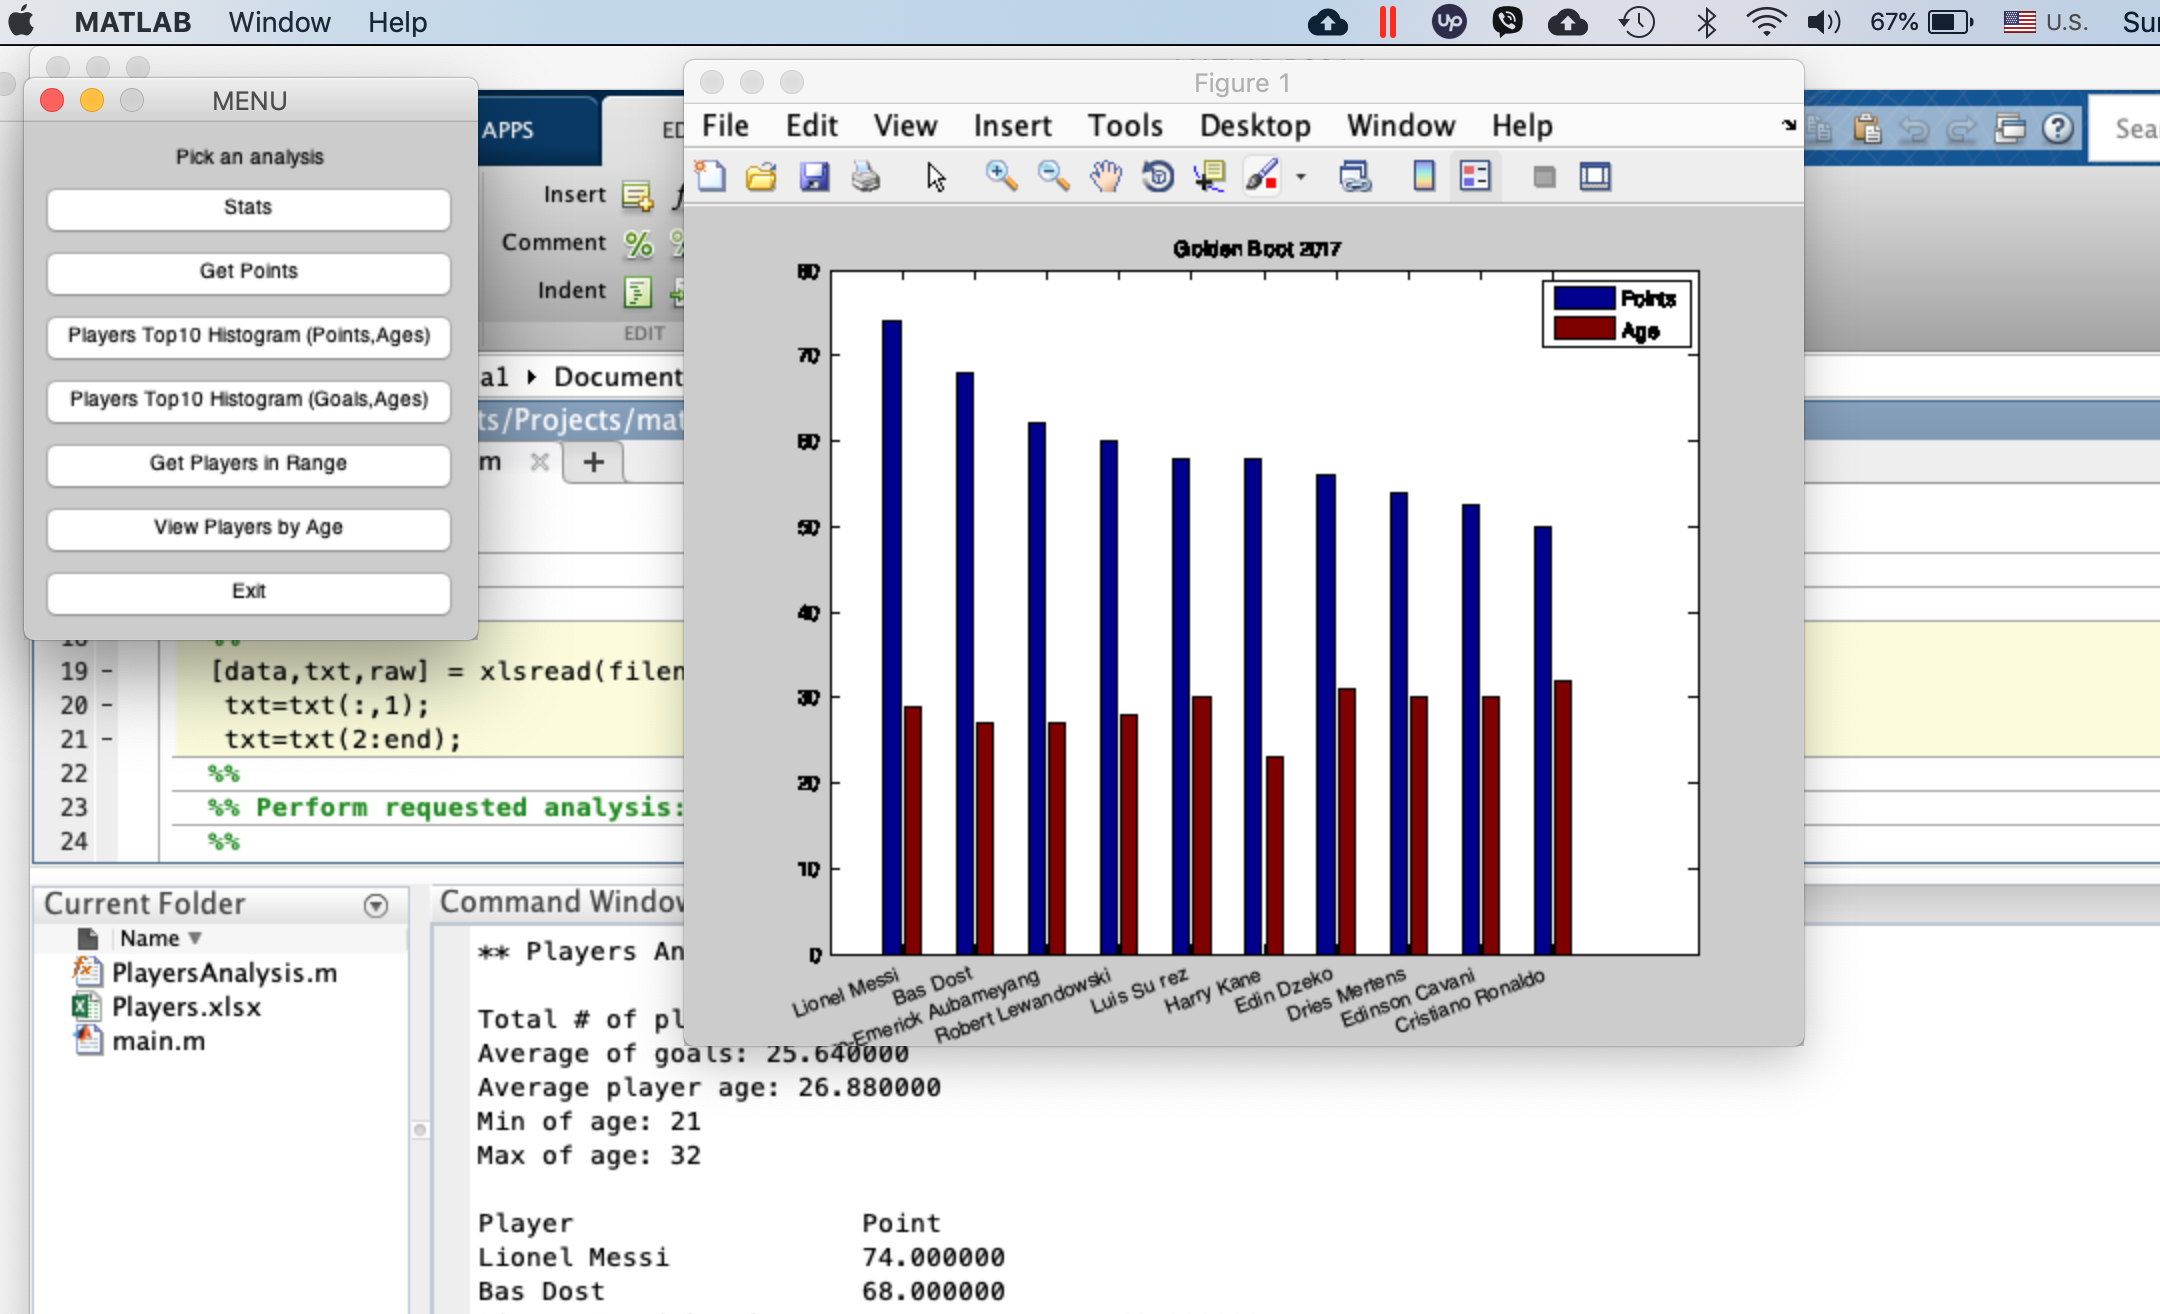 MATLAB Window Help
67% U.S.
MENU
Pick an analysis
Stats
Get Points
Players Top10 Histogram (Points,Ages)
Players Top10 Histogram (Goals,Ages)
Get Players in Range
View Players by Age
Exit
APPS
Insert
Comment
Indent
EDIT
a1 Document
ts/Projects/mat
m
Figure 1
File Edit View Insert Tools Desktop Window Help
Golden Boot 2017
Points
Age
80
70
60
50
40
30
20
10
0
Lionel Messi
Bas Dost
-Emerick Aubameyang
Robert Lewandowski
Luis Su rez
Harry Kane
Edin Dzeko
Dries Mertens
Edinson Cavani
Cristiano Ronaldo
18 %%
19 - [data,txt,raw] = xlsread(filen
20 - txt=txt(:,1);
21 - txt=txt(2:end);
22 %%
23 %% Perform requested analysis:
24 %%
Current Folder
Name
PlayersAnalysis.m
Players.xlsx
main.m
Command Window
** Players An
Total # of pl
Average of goals: 25.640000
Average player age: 26.880000
Min of age: 21
Max of age: 32
Player Point
Lionel Messi 74.000000
Bas Dost 68.000000